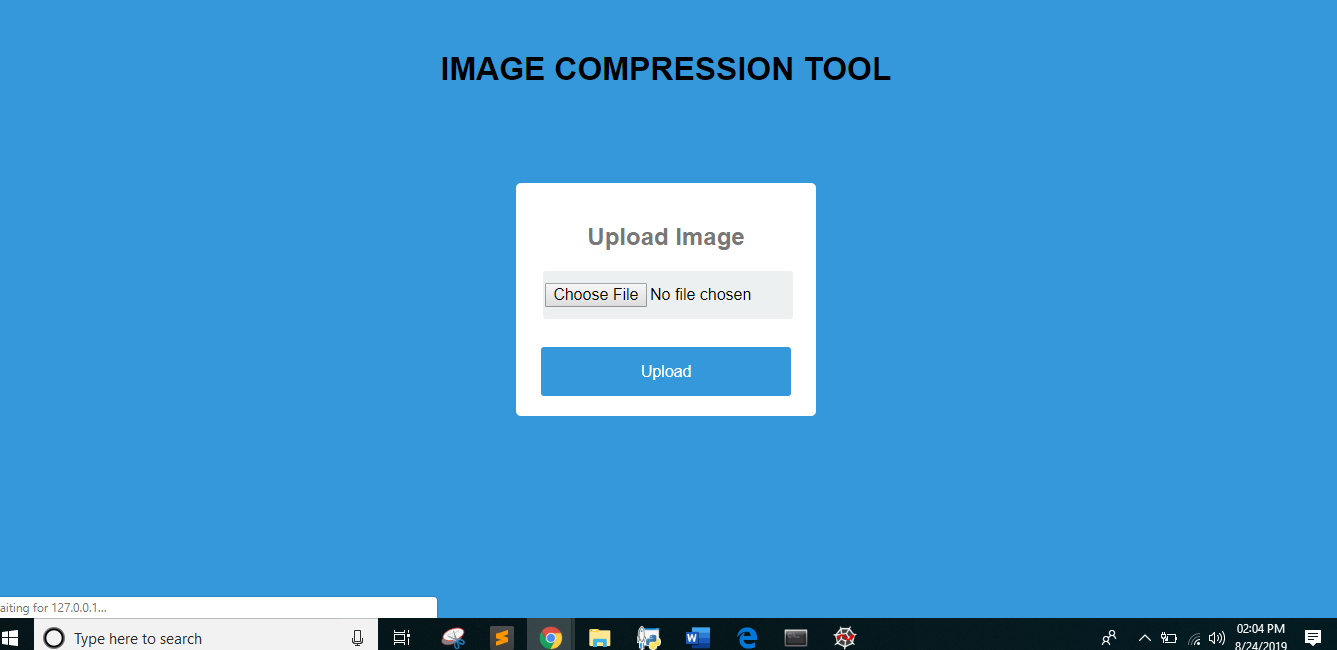 IMAGE COMPRESSION TOOL
Upload Image
Choose File No file chosen
Upload
aiting for 127.0.0.1...
Type here to search
02:04 PM
8/24/2019